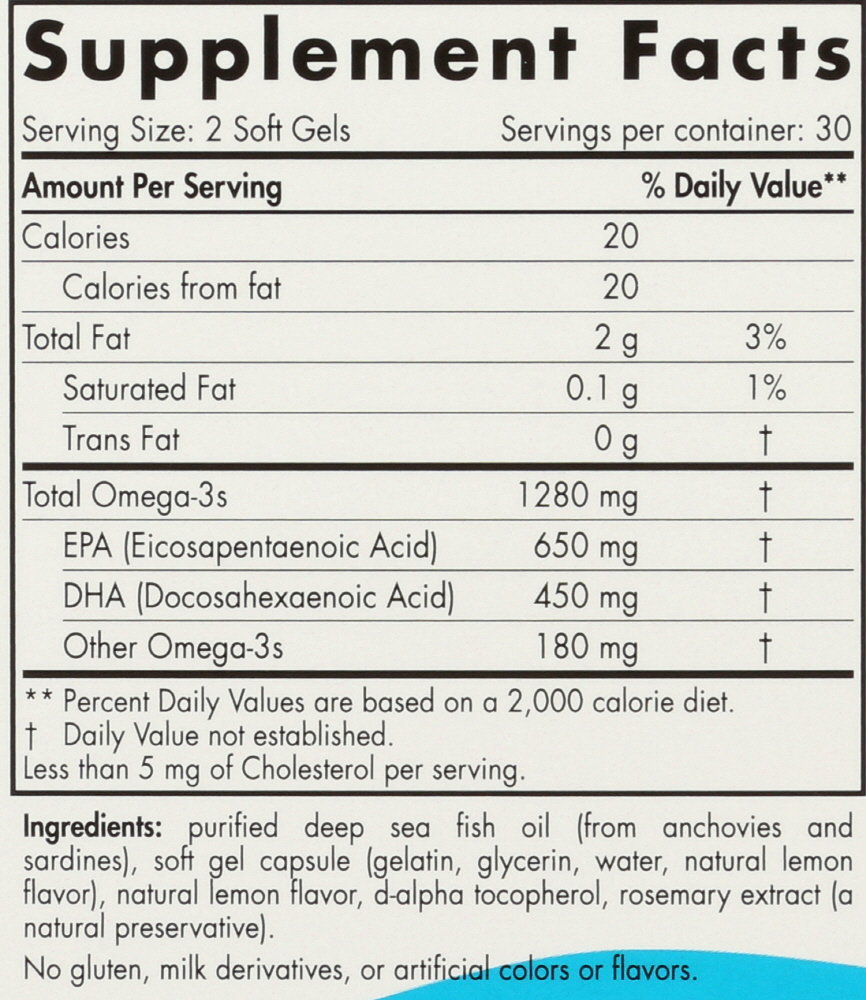 Supplement Facts
Serving Size: 2 Soft Gels Servings per container: 30
Amount Per Serving % Daily Value**
Calories 20
Calories from fat 20
Total Fat 2 g 3%
Saturated Fat 0.1 g 1%
Trans Fat 0 g †
Total Omega-3s 1280 mg †
EPA (Eicosapentaenoic Acid) 650 mg †
DHA (Docosahexaenoic Acid) 450 mg †
Other Omega-3s 180 mg †
** Percent Daily Values are based on a 2,000 calorie diet.
† Daily Value not established.
Less than 5 mg of Cholesterol per serving.
Ingredients: purified deep sea fish oil (from anchovies and
sardines), soft gel capsule (gelatin, glycerin, water, natural lemon
flavor), natural lemon flavor, d-alpha tocopherol, rosemary extract (a
natural preservative).
No gluten, milk derivatives, or artificial colors or flavors.